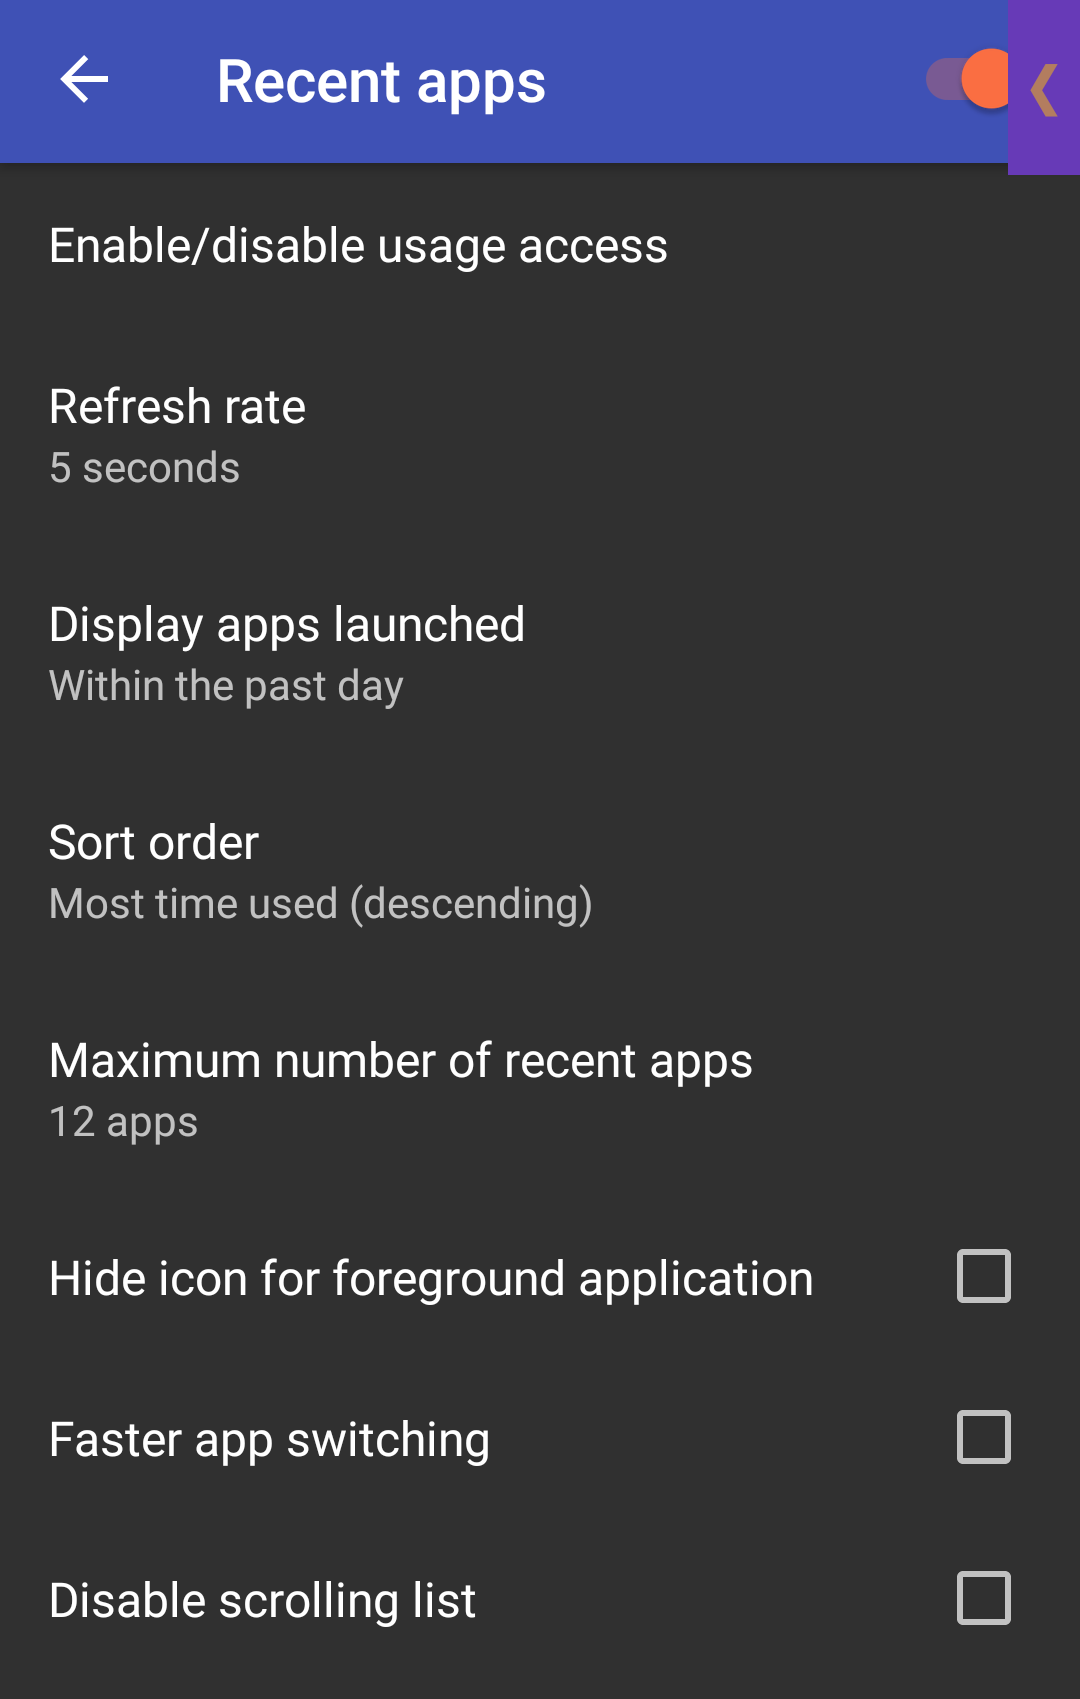 Recent apps
Enable/disable usage access
Refresh rate
5 seconds
Display apps launched
Within the past day
Sort order
Most time used (descending)
Maximum number of recent apps
12 apps
Hide icon for foreground application
Faster app switching
Disable scrolling list